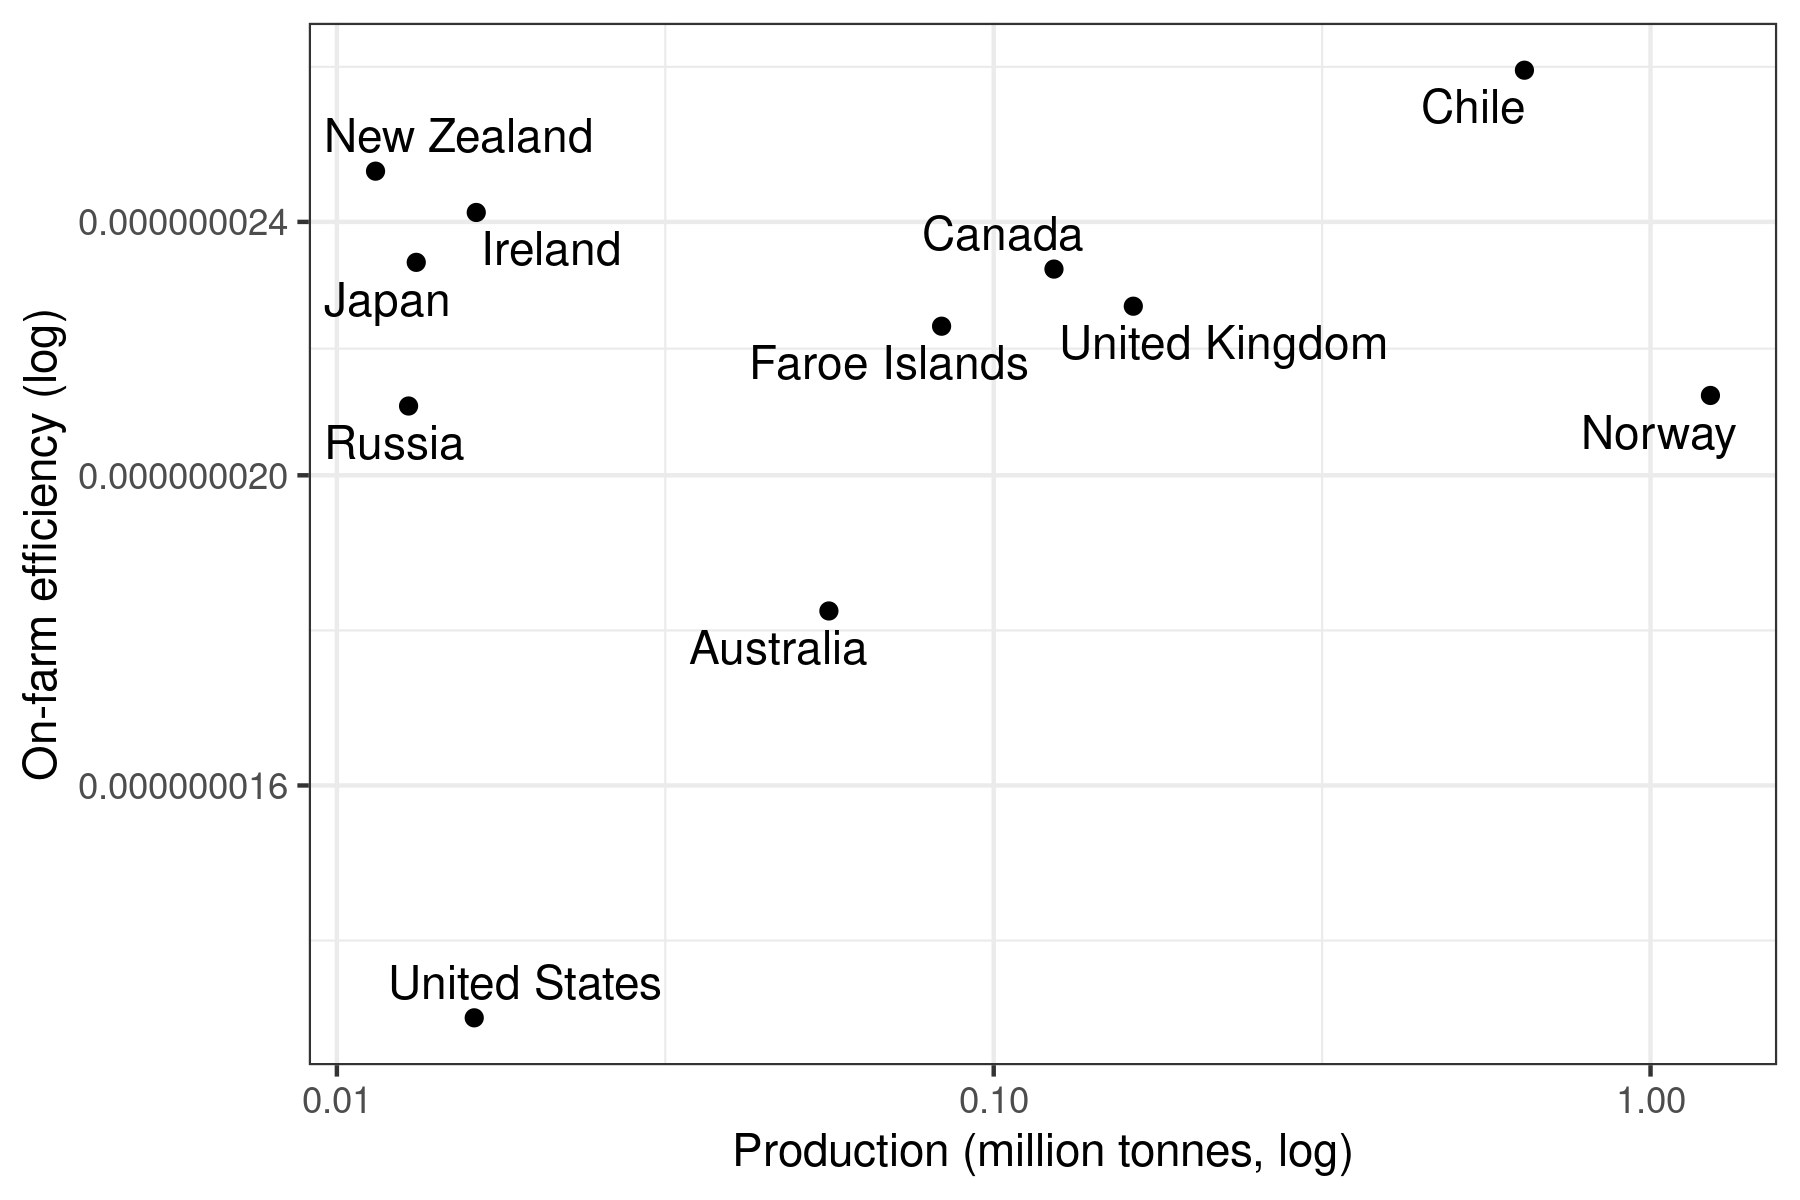 Chile
New Zealand
Ireland
Canada
Japan
United Kingdom
Faroe Islands
Norway
Russia
Australia
United States
0.000000024
0.000000020
0.000000016
On-farm efficiency (log)
0.01
0.10
1.00
Production (million tonnes, log)